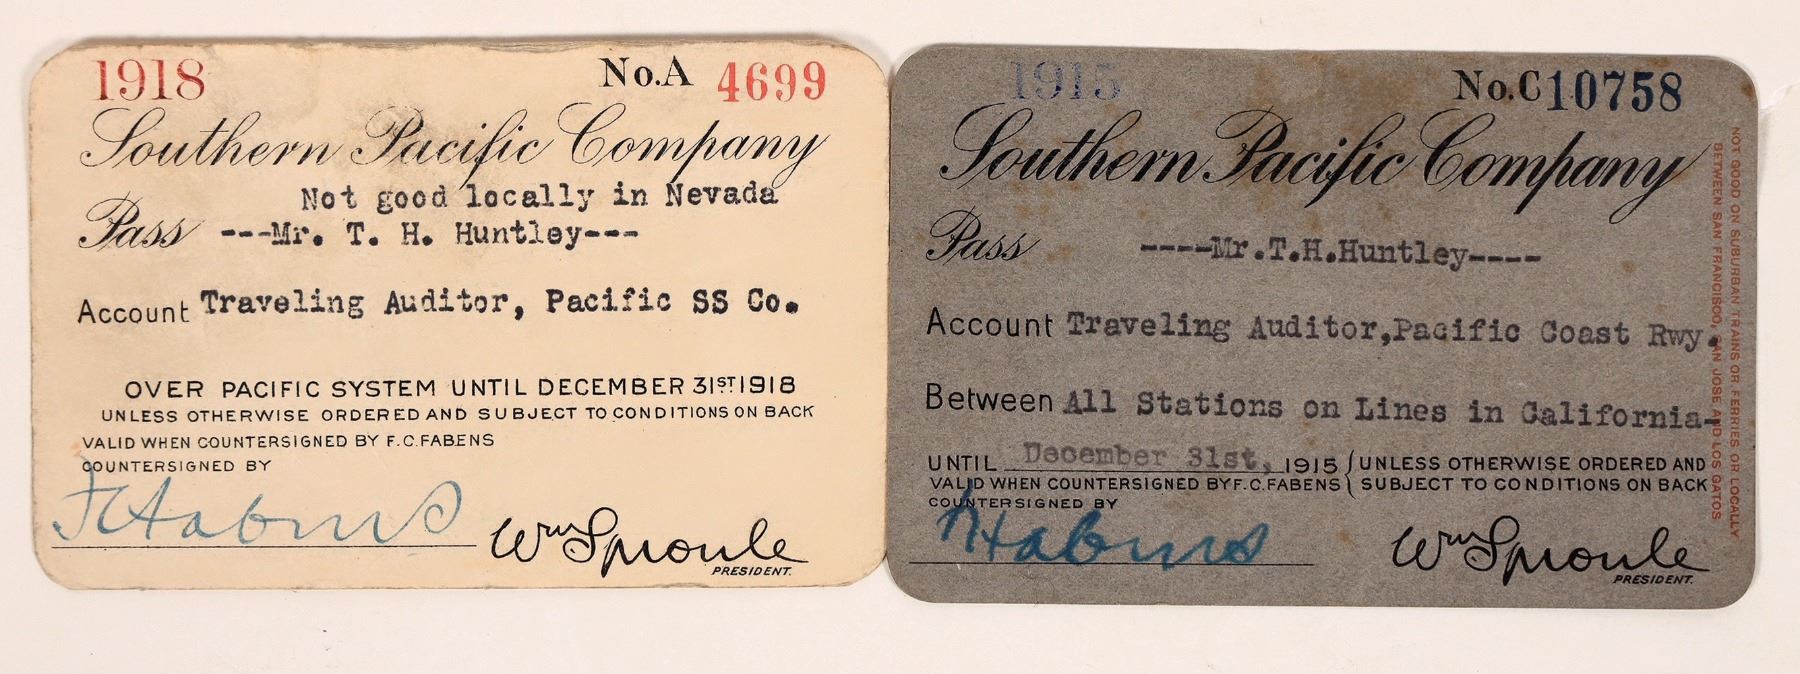 1918 No.A 4699
Southern Pacific Company
Not good locally in Nevada
Pass ---Mr. T. H. Huntley---
Account Traveling Auditor, Pacific SS Co.
OVER PACIFIC SYSTEM UNTIL DECEMBER 31ST 1918
UNLESS OTHERWISE ORDERED AND SUBJECT TO CONDITIONS ON BACK
VALID WHEN COUNTERSIGNED BY F.C.FABENS
COUNTERSIGNED BY
FCFabens
Wm Sproule
PRESIDENT.
1915 No.C10758
Southern Pacific Company
Pass ----Mr.T.H.Huntley----
Account Traveling Auditor,Pacific Coast Rwy.
Between All Stations on Lines in California-
UNTIL December 31st, 1915 { UNLESS OTHERWISE ORDERED AND
VALID WHEN COUNTERSIGNED BY F.C.FABENS { SUBJECT TO CONDITIONS ON BACK
COUNTERSIGNED BY
FCFabens
Wm Sproule
PRESIDENT.
NOT GOOD ON SUBURBAN TRAINS OR FERRIES OR LOCALLY
BETWEEN SAN FRANCISCO, SAN JOSE AND LOS GATOS